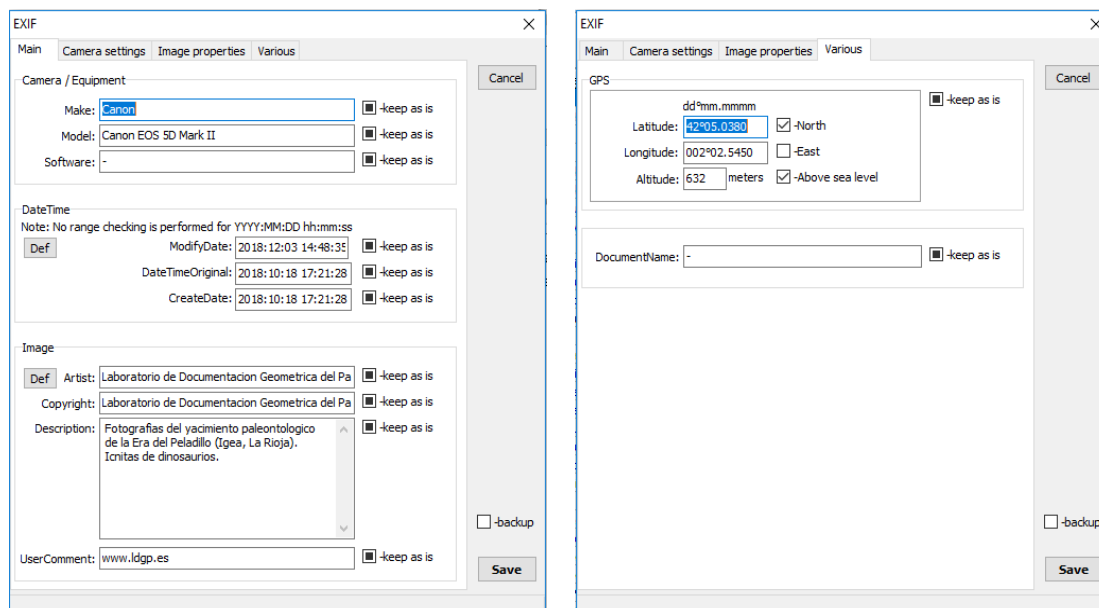 EXIF
Main Camera settings Image properties Various
Cancel
Camera / Equipment
Make: Canon -keep as is
Model: Canon EOS 5D Mark II -keep as is
Software: - -keep as is
DateTime
Note: No range checking is performed for YYYY:MM:DD hh:mm:ss
Def ModifyDate: 2018:12:03 14:48:35 -keep as is
DateTimeOriginal: 2018:10:18 17:21:28 -keep as is
CreateDate: 2018:10:18 17:21:28 -keep as is
Image
Def Artist: Laboratorio de Documentacion Geometrica del Pa -keep as is
Copyright: Laboratorio de Documentacion Geometrica del Pa -keep as is
Description: Fotografias del yacimiento paleontologico -keep as is
de la Era del Peladillo (Igea, La Rioja).
Icnitas de dinosaurios.
-backup
UserComment: www.ldgp.es -keep as is
Save
EXIF
Main Camera settings Image properties Various
Cancel
GPS
-keep as is
dd°mm.mmmm
Latitude: 42°05.0380 -North
Longitude: 002°02.5450 -East
Altitude: 632 meters -Above sea level
DocumentName: - -keep as is
-backup
Save